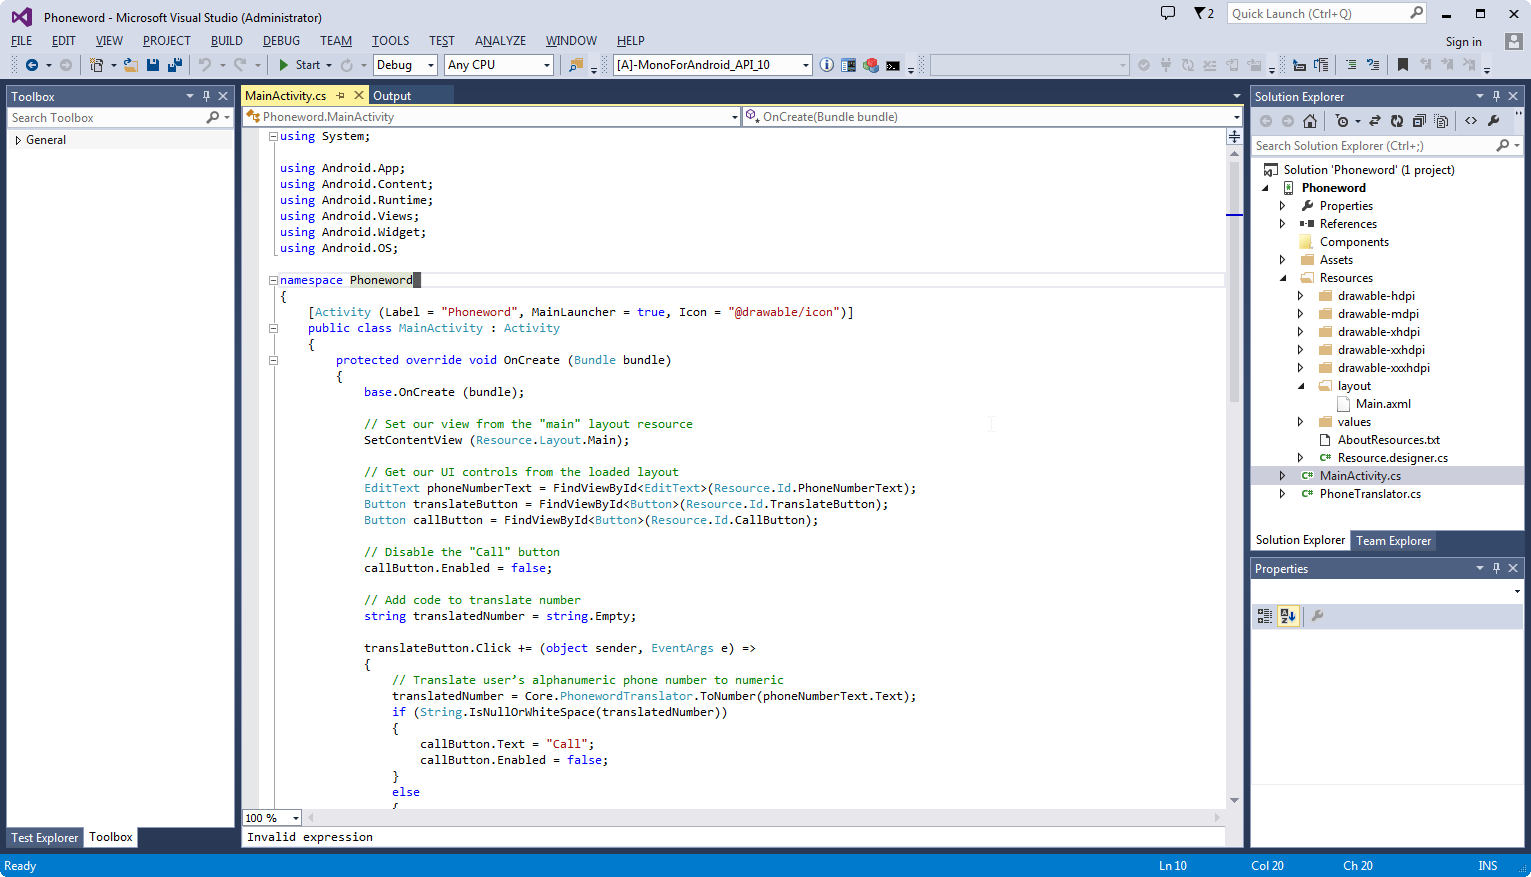 Phoneword - Microsoft Visual Studio (Administrator)
2
Quick Launch (Ctrl+Q)
FILE EDIT VIEW PROJECT BUILD DEBUG TEAM TOOLS TEST ANALYZE WINDOW HELP
Sign in
Start Debug Any CPU [A]-MonoForAndroid_API_10
Toolbox
Search Toolbox
General
Test Explorer Toolbox
MainActivity.cs Output
Phoneword.MainActivity OnCreate(Bundle bundle)
using System;
using Android.App;
using Android.Content;
using Android.Runtime;
using Android.Views;
using Android.Widget;
using Android.OS;
namespace Phoneword
{
[Activity (Label = "Phoneword", MainLauncher = true, Icon = "@drawable/icon")]
public class MainActivity : Activity
{
protected override void OnCreate (Bundle bundle)
{
base.OnCreate (bundle);
// Set our view from the "main" layout resource
SetContentView (Resource.Layout.Main);
// Get our UI controls from the loaded layout
EditText phoneNumberText = FindViewById<EditText>(Resource.Id.PhoneNumberText);
Button translateButton = FindViewById<Button>(Resource.Id.TranslateButton);
Button callButton = FindViewById<Button>(Resource.Id.CallButton);
// Disable the "Call" button
callButton.Enabled = false;
// Add code to translate number
string translatedNumber = string.Empty;
translateButton.Click += (object sender, EventArgs e) =>
{
// Translate user’s alphanumeric phone number to numeric
translatedNumber = Core.PhonewordTranslator.ToNumber(phoneNumberText.Text);
if (String.IsNullOrWhiteSpace(translatedNumber))
{
callButton.Text = "Call";
callButton.Enabled = false;
}
else
{
100 %
Invalid expression
Solution Explorer
Search Solution Explorer (Ctrl+;)
Solution 'Phoneword' (1 project)
Phoneword
Properties
References
Components
Assets
Resources
drawable-hdpi
drawable-mdpi
drawable-xhdpi
drawable-xxhdpi
drawable-xxxhdpi
layout
Main.axml
values
AboutResources.txt
C# Resource.designer.cs
C# MainActivity.cs
C# PhoneTranslator.cs
Solution Explorer Team Explorer
Properties
Ready Ln 10 Col 20 Ch 20 INS